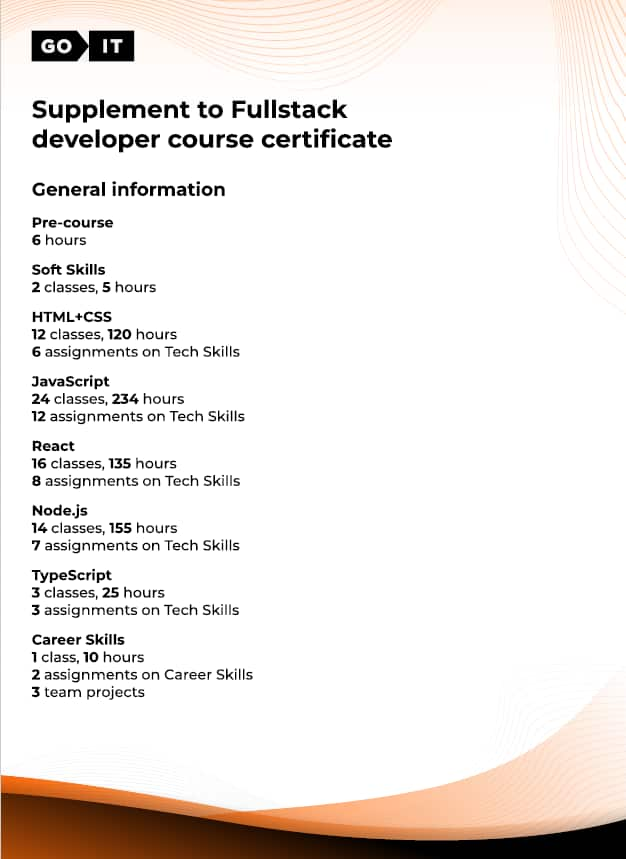 GO IT
Supplement to Fullstack
developer course certificate
General information
Pre-course
6 hours
Soft Skills
2 classes, 5 hours
HTML+CSS
12 classes, 120 hours
6 assignments on Tech Skills
JavaScript
24 classes, 234 hours
12 assignments on Tech Skills
React
16 classes, 135 hours
8 assignments on Tech Skills
Node.js
14 classes, 155 hours
7 assignments on Tech Skills
TypeScript
3 classes, 25 hours
3 assignments on Tech Skills
Career Skills
1 class, 10 hours
2 assignments on Career Skills
3 team projects